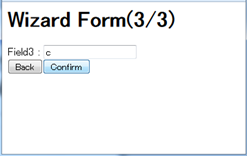 Wizard Form(3/3)
Field3 : c
Back Confirm